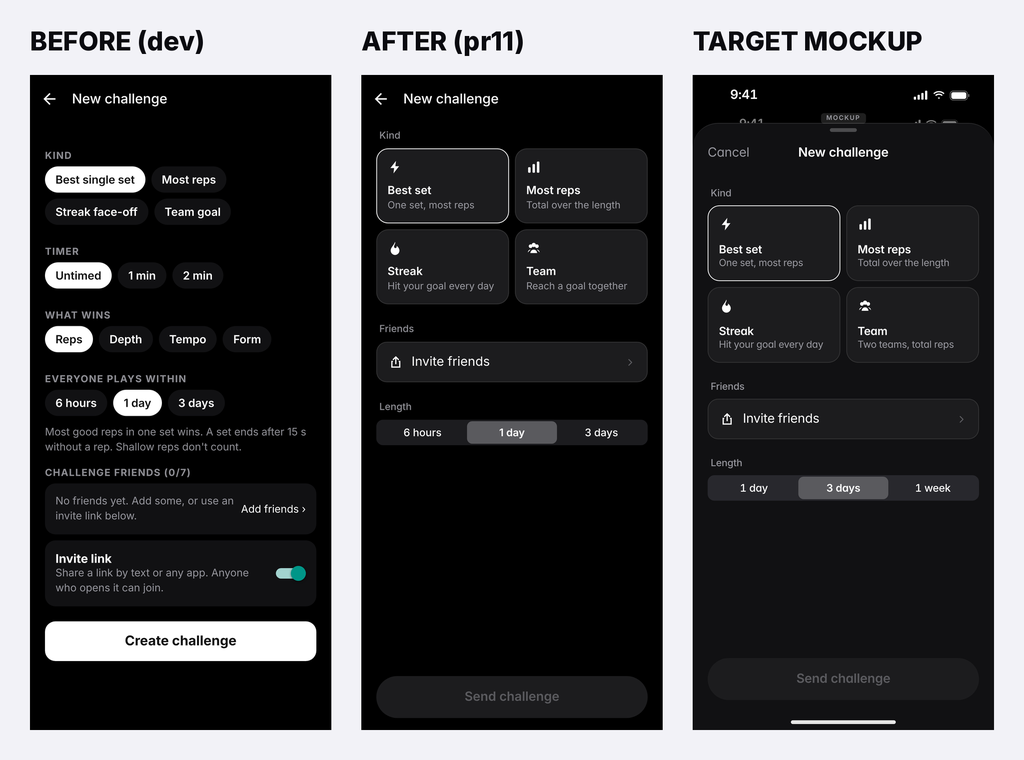 BEFORE (dev)
New challenge
KIND
Best single set
Most reps
Streak face-off
Team goal
TIMER
Untimed
1 min
2 min
WHAT WINS
Reps
Depth
Tempo
Form
EVERYONE PLAYS WITHIN
6 hours
1 day
3 days
Most good reps in one set wins. A set ends after 15 s
without a rep. Shallow reps don't count.
CHALLENGE FRIENDS (0/7)
No friends yet. Add some, or use an
invite link below.
Add friends ›
Invite link
Share a link by text or any app. Anyone
who opens it can join.
Create challenge
AFTER (pr11)
New challenge
Kind
Best set
One set, most reps
Most reps
Total over the length
Streak
Hit your goal every day
Team
Reach a goal together
Friends
Invite friends
Length
6 hours
1 day
3 days
Send challenge
TARGET MOCKUP
9:41
9:41
MOCKUP
Cancel
New challenge
Kind
Best set
One set, most reps
Most reps
Total over the length
Streak
Hit your goal every day
Team
Two teams, total reps
Friends
Invite friends
Length
1 day
3 days
1 week
Send challenge